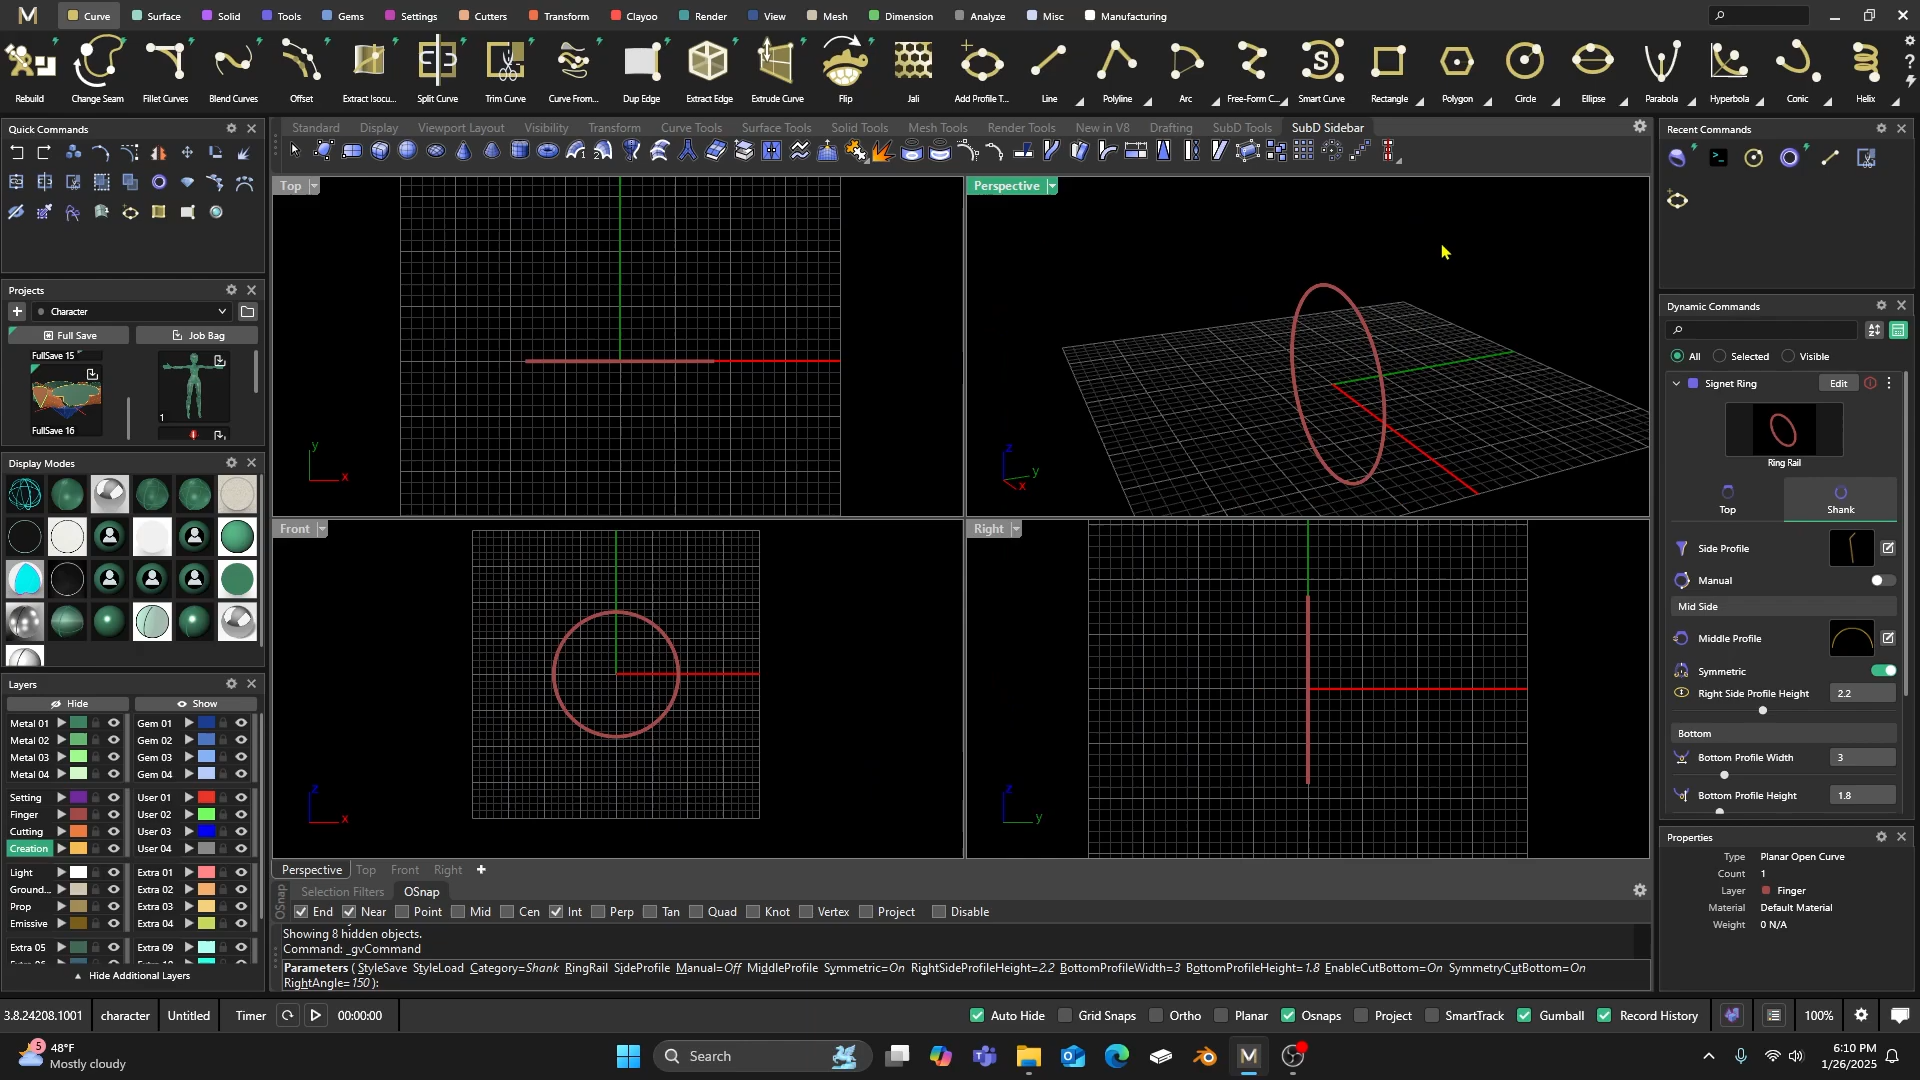 Curve Surface Solid Tools Gems Settings Cutters Transform Clayoo Render View Mesh Dimension Analyze Misc Manufacturing
Rebuild Change Seam Fillet Curves Blend Curves Offset Extract Isocu... Split Curve Trim Curve Curve From... Dup Edge Extract Edge Extrude Curve Flip Jali Add Profile T... Line Polyline Arc Free-Form C... Smart Curve Rectangle Polygon Circle Ellipse Parabola Hyperbola Conic Helix
Quick Commands
Standard Display Viewport Layout Visibility Transform Curve Tools Surface Tools Solid Tools Mesh Tools Render Tools New in V8 Drafting SubD Tools SubD Sidebar
Recent Commands
Top
Perspective
Projects
Character
Full Save Job Bag
FullSave 15
1
FullSave 16
Display Modes
Layers
Hide Show
Metal 01 Gem 01
Metal 02 Gem 02
Metal 03 Gem 03
Metal 04 Gem 04
Setting User 01
Finger User 02
Cutting User 03
Creation User 04
Light Extra 01
Ground... Extra 02
Prop Extra 03
Emissive Extra 04
Extra 05 Extra 09
Hide Additional Layers
y
x
z
y
x
Front
Right
z
x
z
y
Dynamic Commands
All Selected Visible
Signet Ring Edit
Ring Rail
Top Shank
Side Profile
Manual
Mid Side
Middle Profile
Symmetric
Right Side Profile Height 2.2
Bottom
Bottom Profile Width 3
Bottom Profile Height 1.8
Properties
Type Planar Open Curve
Count 1
Layer Finger
Material Default Material
Weight 0 N/A
Perspective Top Front Right
OSnap
Selection Filters OSnap
End Near Point Mid Cen Int Perp Tan Quad Knot Vertex Project Disable
Showing 8 hidden objects.
Command: _gvCommand
Parameters ( StyleSave StyleLoad Category=Shank RingRail SideProfile Manual=Off MiddleProfile Symmetric=On RightSideProfileHeight=2.2 BottomProfileWidth=3 BottomProfileHeight=1.8 EnableCutBottom=On SymmetryCutBottom=On
RightAngle=150 ):
3.8.24208.1001 character Untitled Timer 00:00:00 Auto Hide Grid Snaps Ortho Planar Osnaps Project SmartTrack Gumball Record History 100%
5
48°F
Mostly cloudy
Search
6:10 PM
1/26/2025